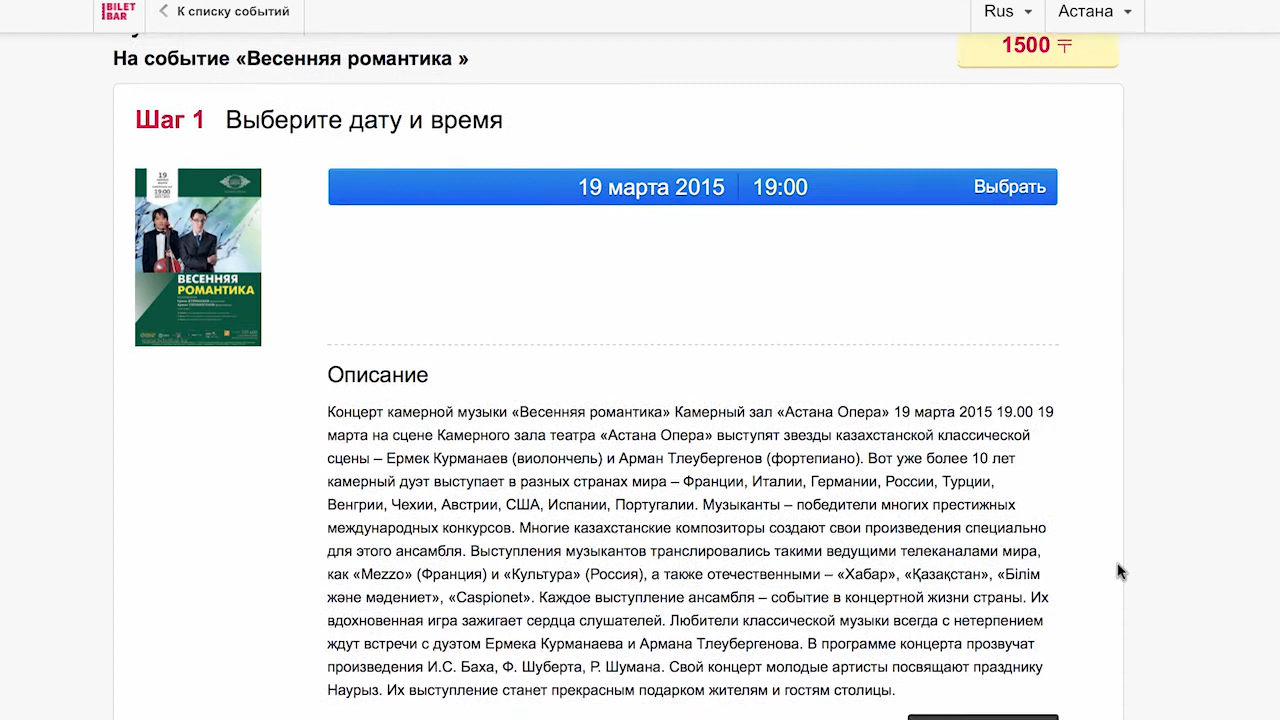 BILET
BAR
К списку событий
Rus
Астана
На событие «Весенняя романтика »
1500 ₸
Шаг 1 Выберите дату и время
19 марта 2015 19:00 Выбрать
19
19:00
ВЕСЕННЯЯ
РОМАНТИКА
Описание
Концерт камерной музыки «Весенняя романтика» Камерный зал «Астана Опера» 19 марта 2015 19.00 19
марта на сцене Камерного зала театра «Астана Опера» выступят звезды казахстанской классической
сцены – Ермек Курманаев (виолончель) и Арман Тлеубергенов (фортепиано). Вот уже более 10 лет
камерный дуэт выступает в разных странах мира – Франции, Италии, Германии, России, Турции,
Венгрии, Чехии, Австрии, США, Испании, Португалии. Музыканты – победители многих престижных
международных конкурсов. Многие казахстанские композиторы создают свои произведения специально
для этого ансамбля. Выступления музыкантов транслировались такими ведущими телеканалами мира,
как «Mezzo» (Франция) и «Культура» (Россия), а также отечественными – «Хабар», «Қазақстан», «Білім
және мәдениет», «Caspionet». Каждое выступление ансамбля – событие в концертной жизни страны. Их
вдохновенная игра зажигает сердца слушателей. Любители классической музыки всегда с нетерпением
ждут встречи с дуэтом Ермека Курманаева и Армана Тлеубергенова. В программе концерта прозвучат
произведения И.С. Баха, Ф. Шуберта, Р. Шумана. Свой концерт молодые артисты посвящают празднику
Наурыз. Их выступление станет прекрасным подарком жителям и гостям столицы.